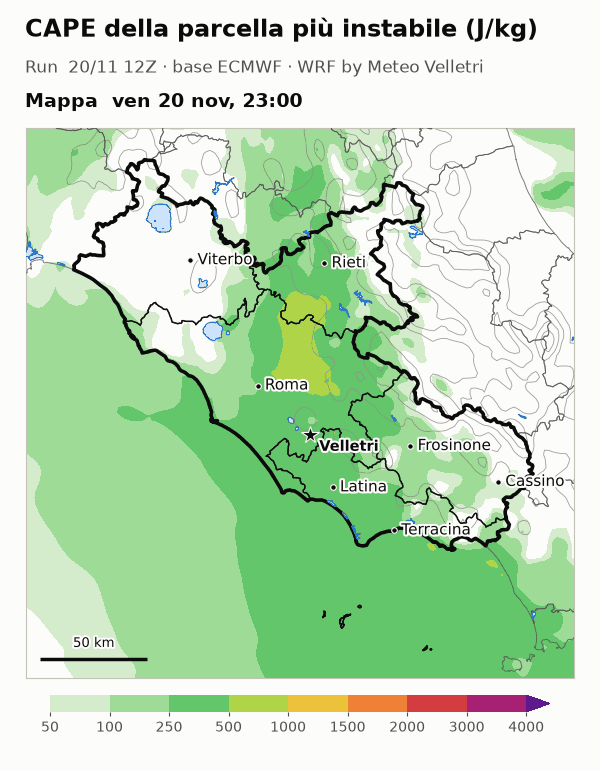 CAPE della parcella più instabile (J/kg)
Run  20/11 12Z · base ECMWF · WRF by Meteo Velletri
Mappa  ven 20 nov, 23:00
Viterbo
Rieti
Roma
Velletri
Frosinone
Cassino
Latina
Terracina
50 km
50 100 250 500 1000 1500 2000 3000 4000